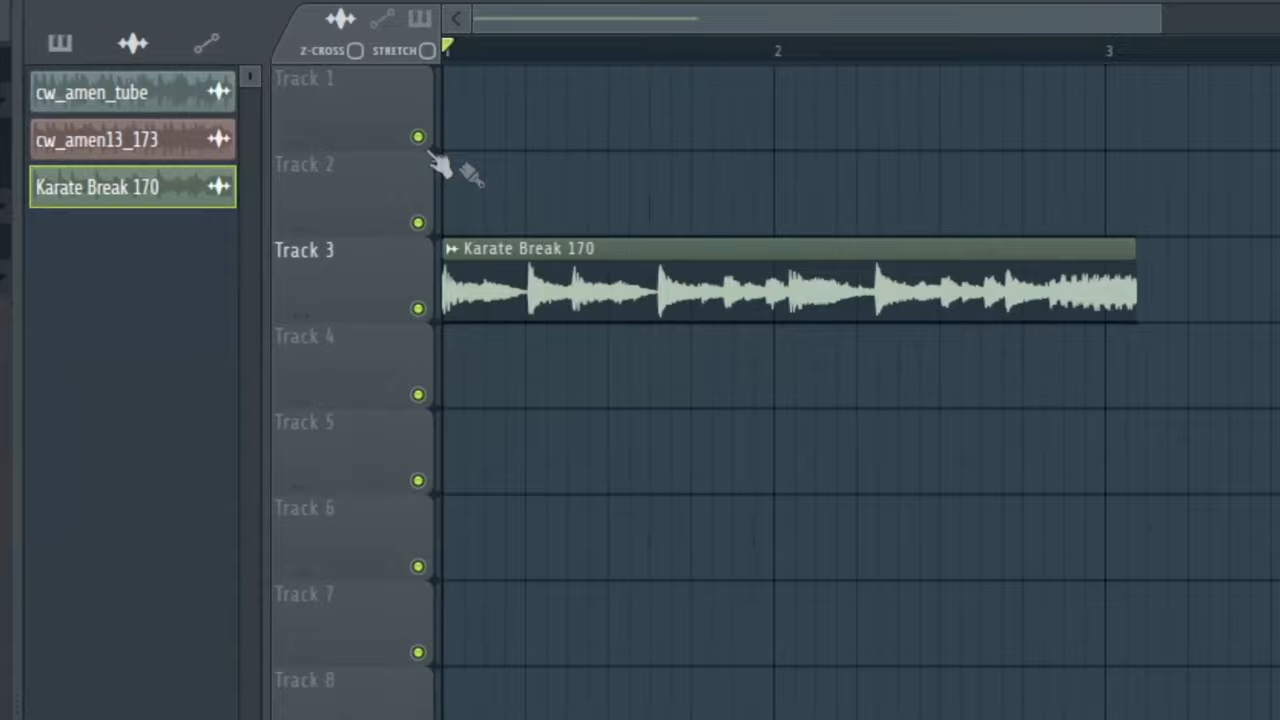 Z-CROSS STRETCH
1 2 3
cw_amen_tube
cw_amen13_173
Karate Break 170
Track 1
Track 2
Track 3
Karate Break 170
Track 4
Track 5
Track 6
Track 7
Track 8